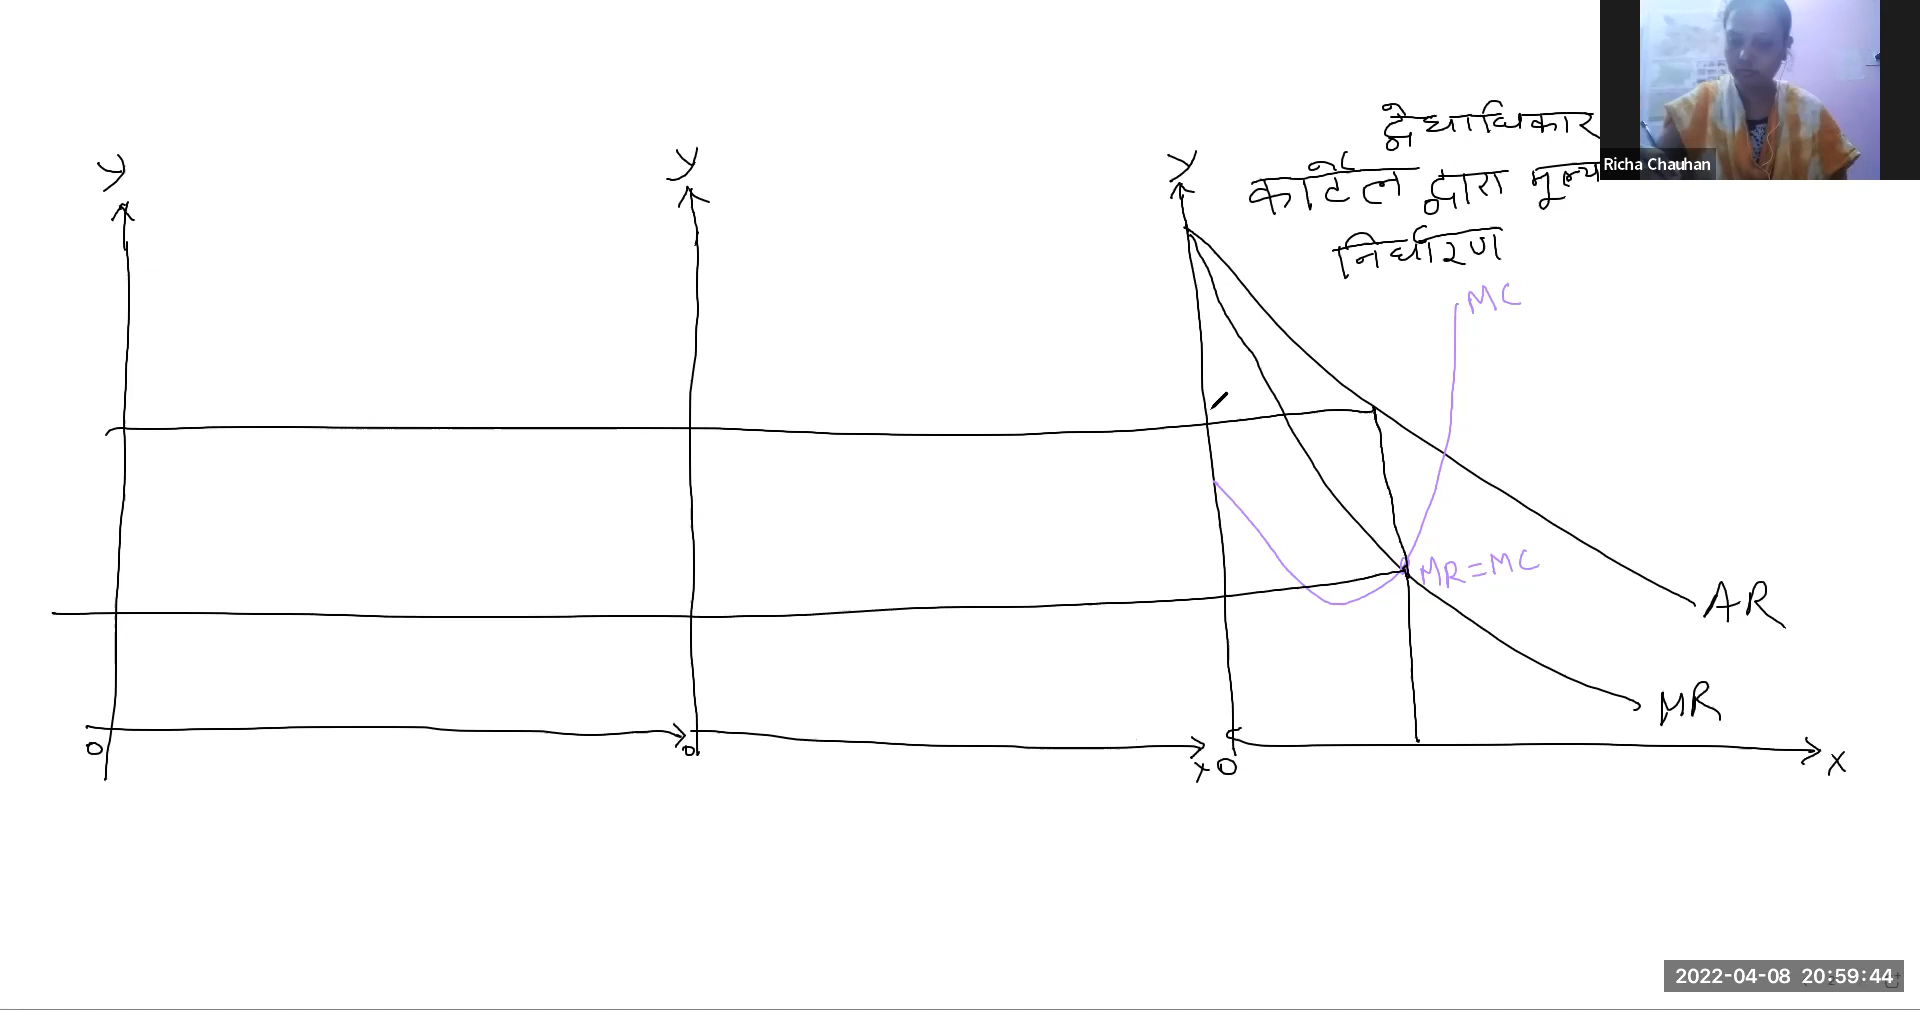 द्वैधाधिकार
कार्टेल द्वारा मूल्य
निर्धारण
Richa Chauhan
y
y
y
MC
MR=MC
AR
MR
0
0
x 0
x
2022-04-08 20:59:44